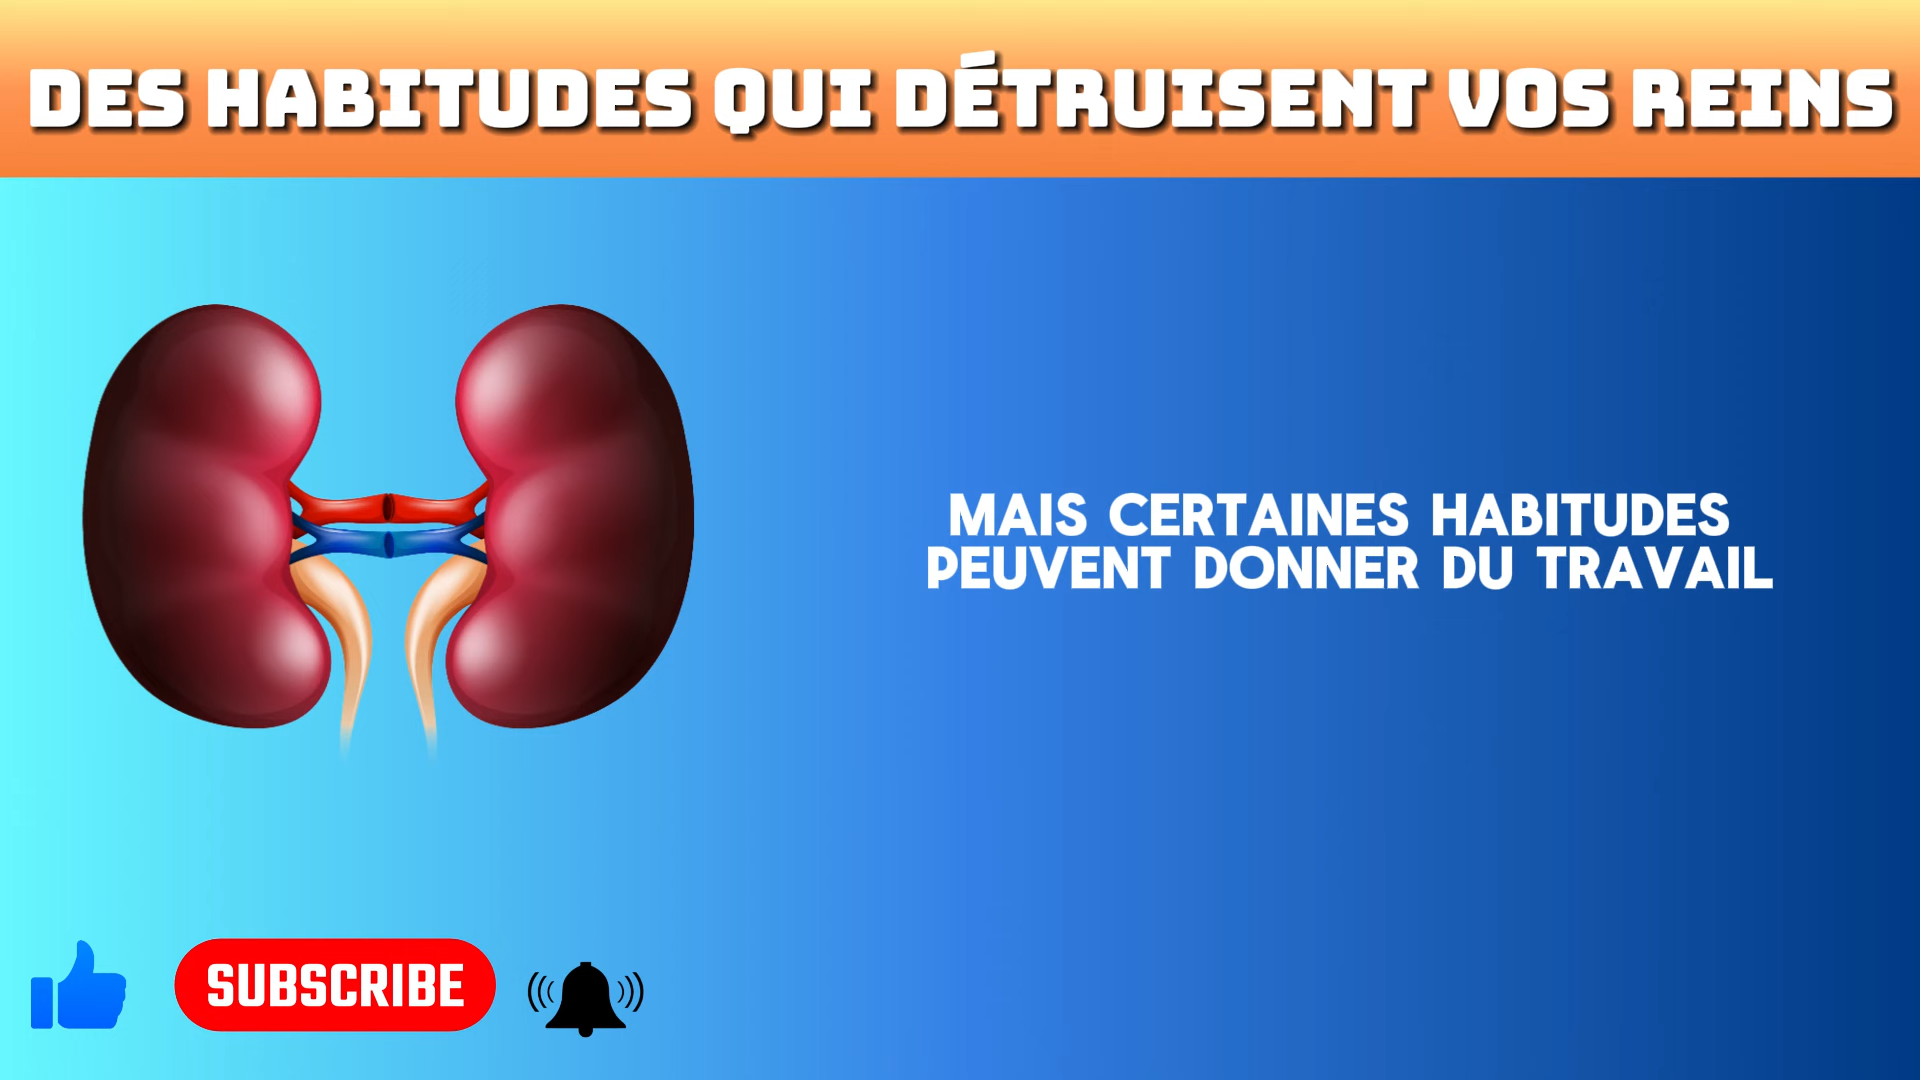 DES HABITUDES QUI DÉTRUISENT VOS REINS
MAIS CERTAINES HABITUDES
PEUVENT DONNER DU TRAVAIL
SUBSCRIBE